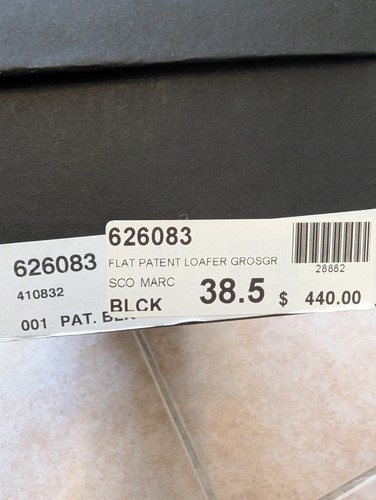 626083
FLAT PATENT LOAFER GROSGR
28882
SCO MARC
BLCK
38.5
$ 440.00
626083
410832
001 PAT.